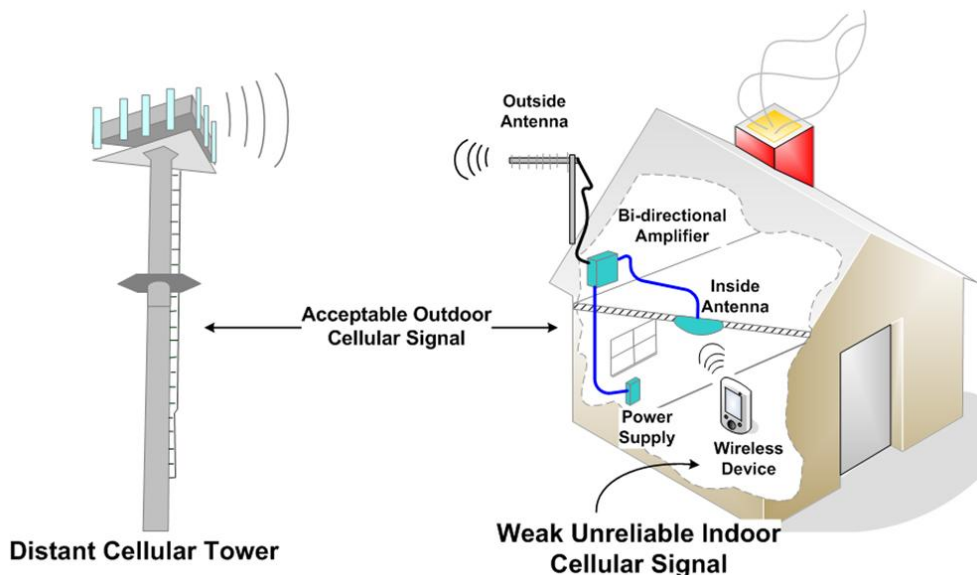 Outside
Antenna
Bi-directional
Amplifier
Inside
Antenna
Acceptable Outdoor
Cellular Signal
Power
Supply
Wireless
Device
Distant Cellular Tower
Weak Unreliable Indoor
Cellular Signal